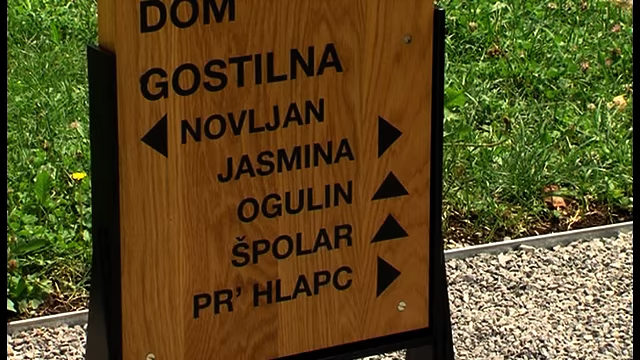 DOM
GOSTILNA
NOVLJAN
JASMINA
OGULIN
ŠPOLAR
PR' HLAPC